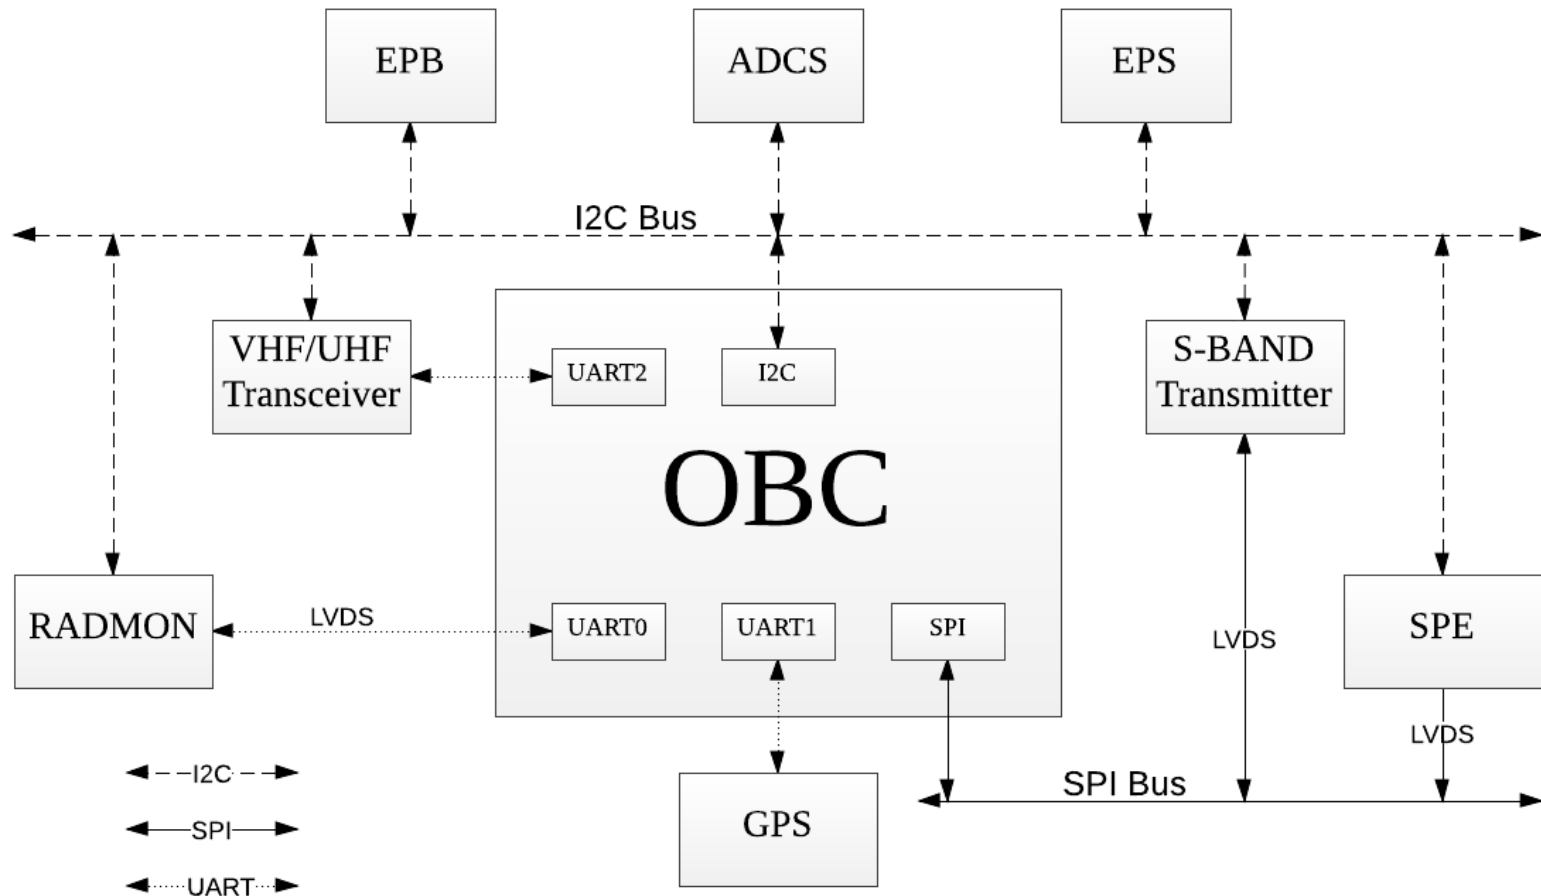 EPB
ADCS
EPS
I2C Bus
VHF/UHF
Transceiver
UART2
I2C
S-BAND
Transmitter
OBC
RADMON
LVDS
UART0
UART1
SPI
LVDS
SPE
LVDS
I2C
SPI
UART
GPS
SPI Bus